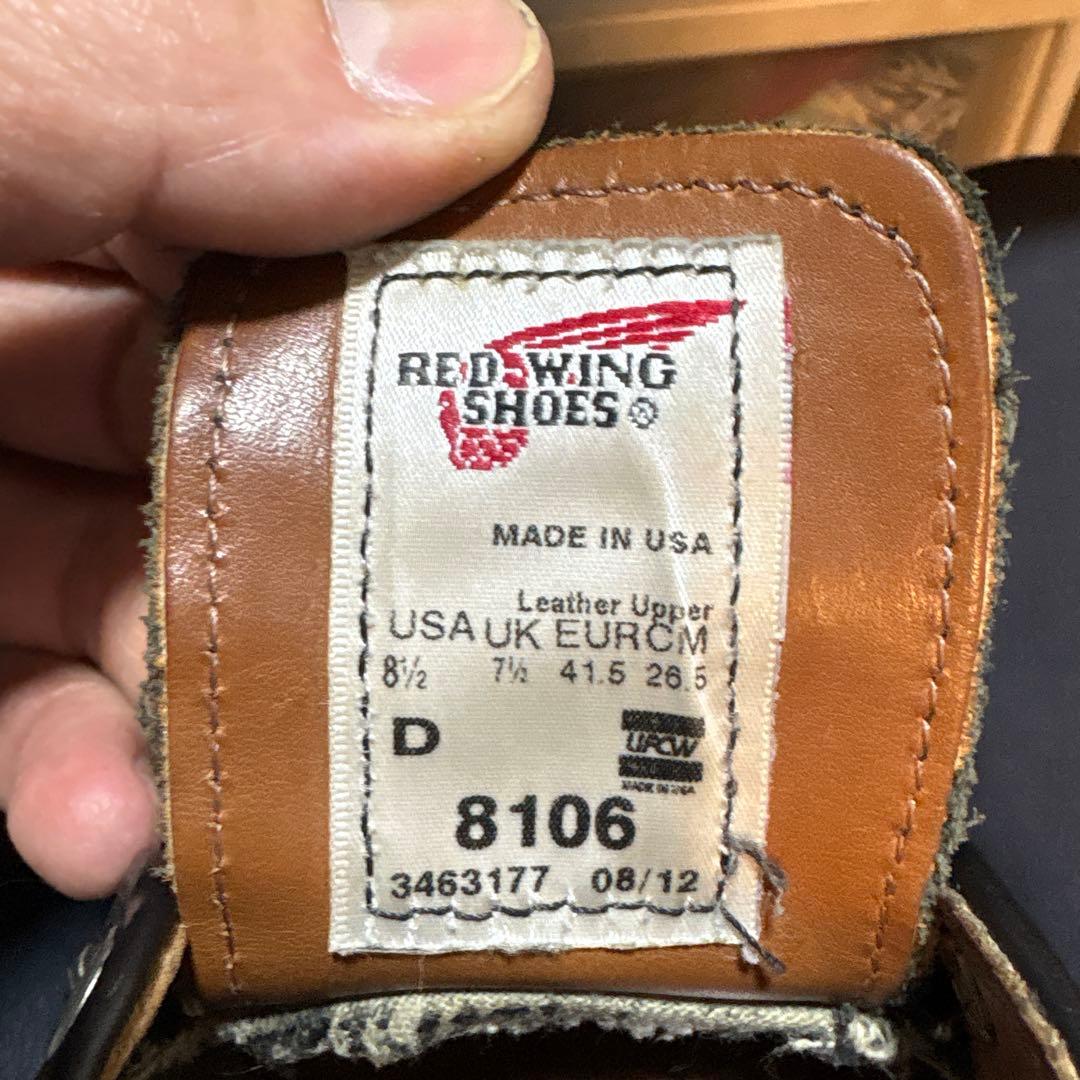 RED WING
SHOES ®
MADE IN USA
Leather Upper
USA UK EUR CM
8½ 7½ 41.5 26.5
D
UFCW
MADE IN USA
8106
3463177 08/12